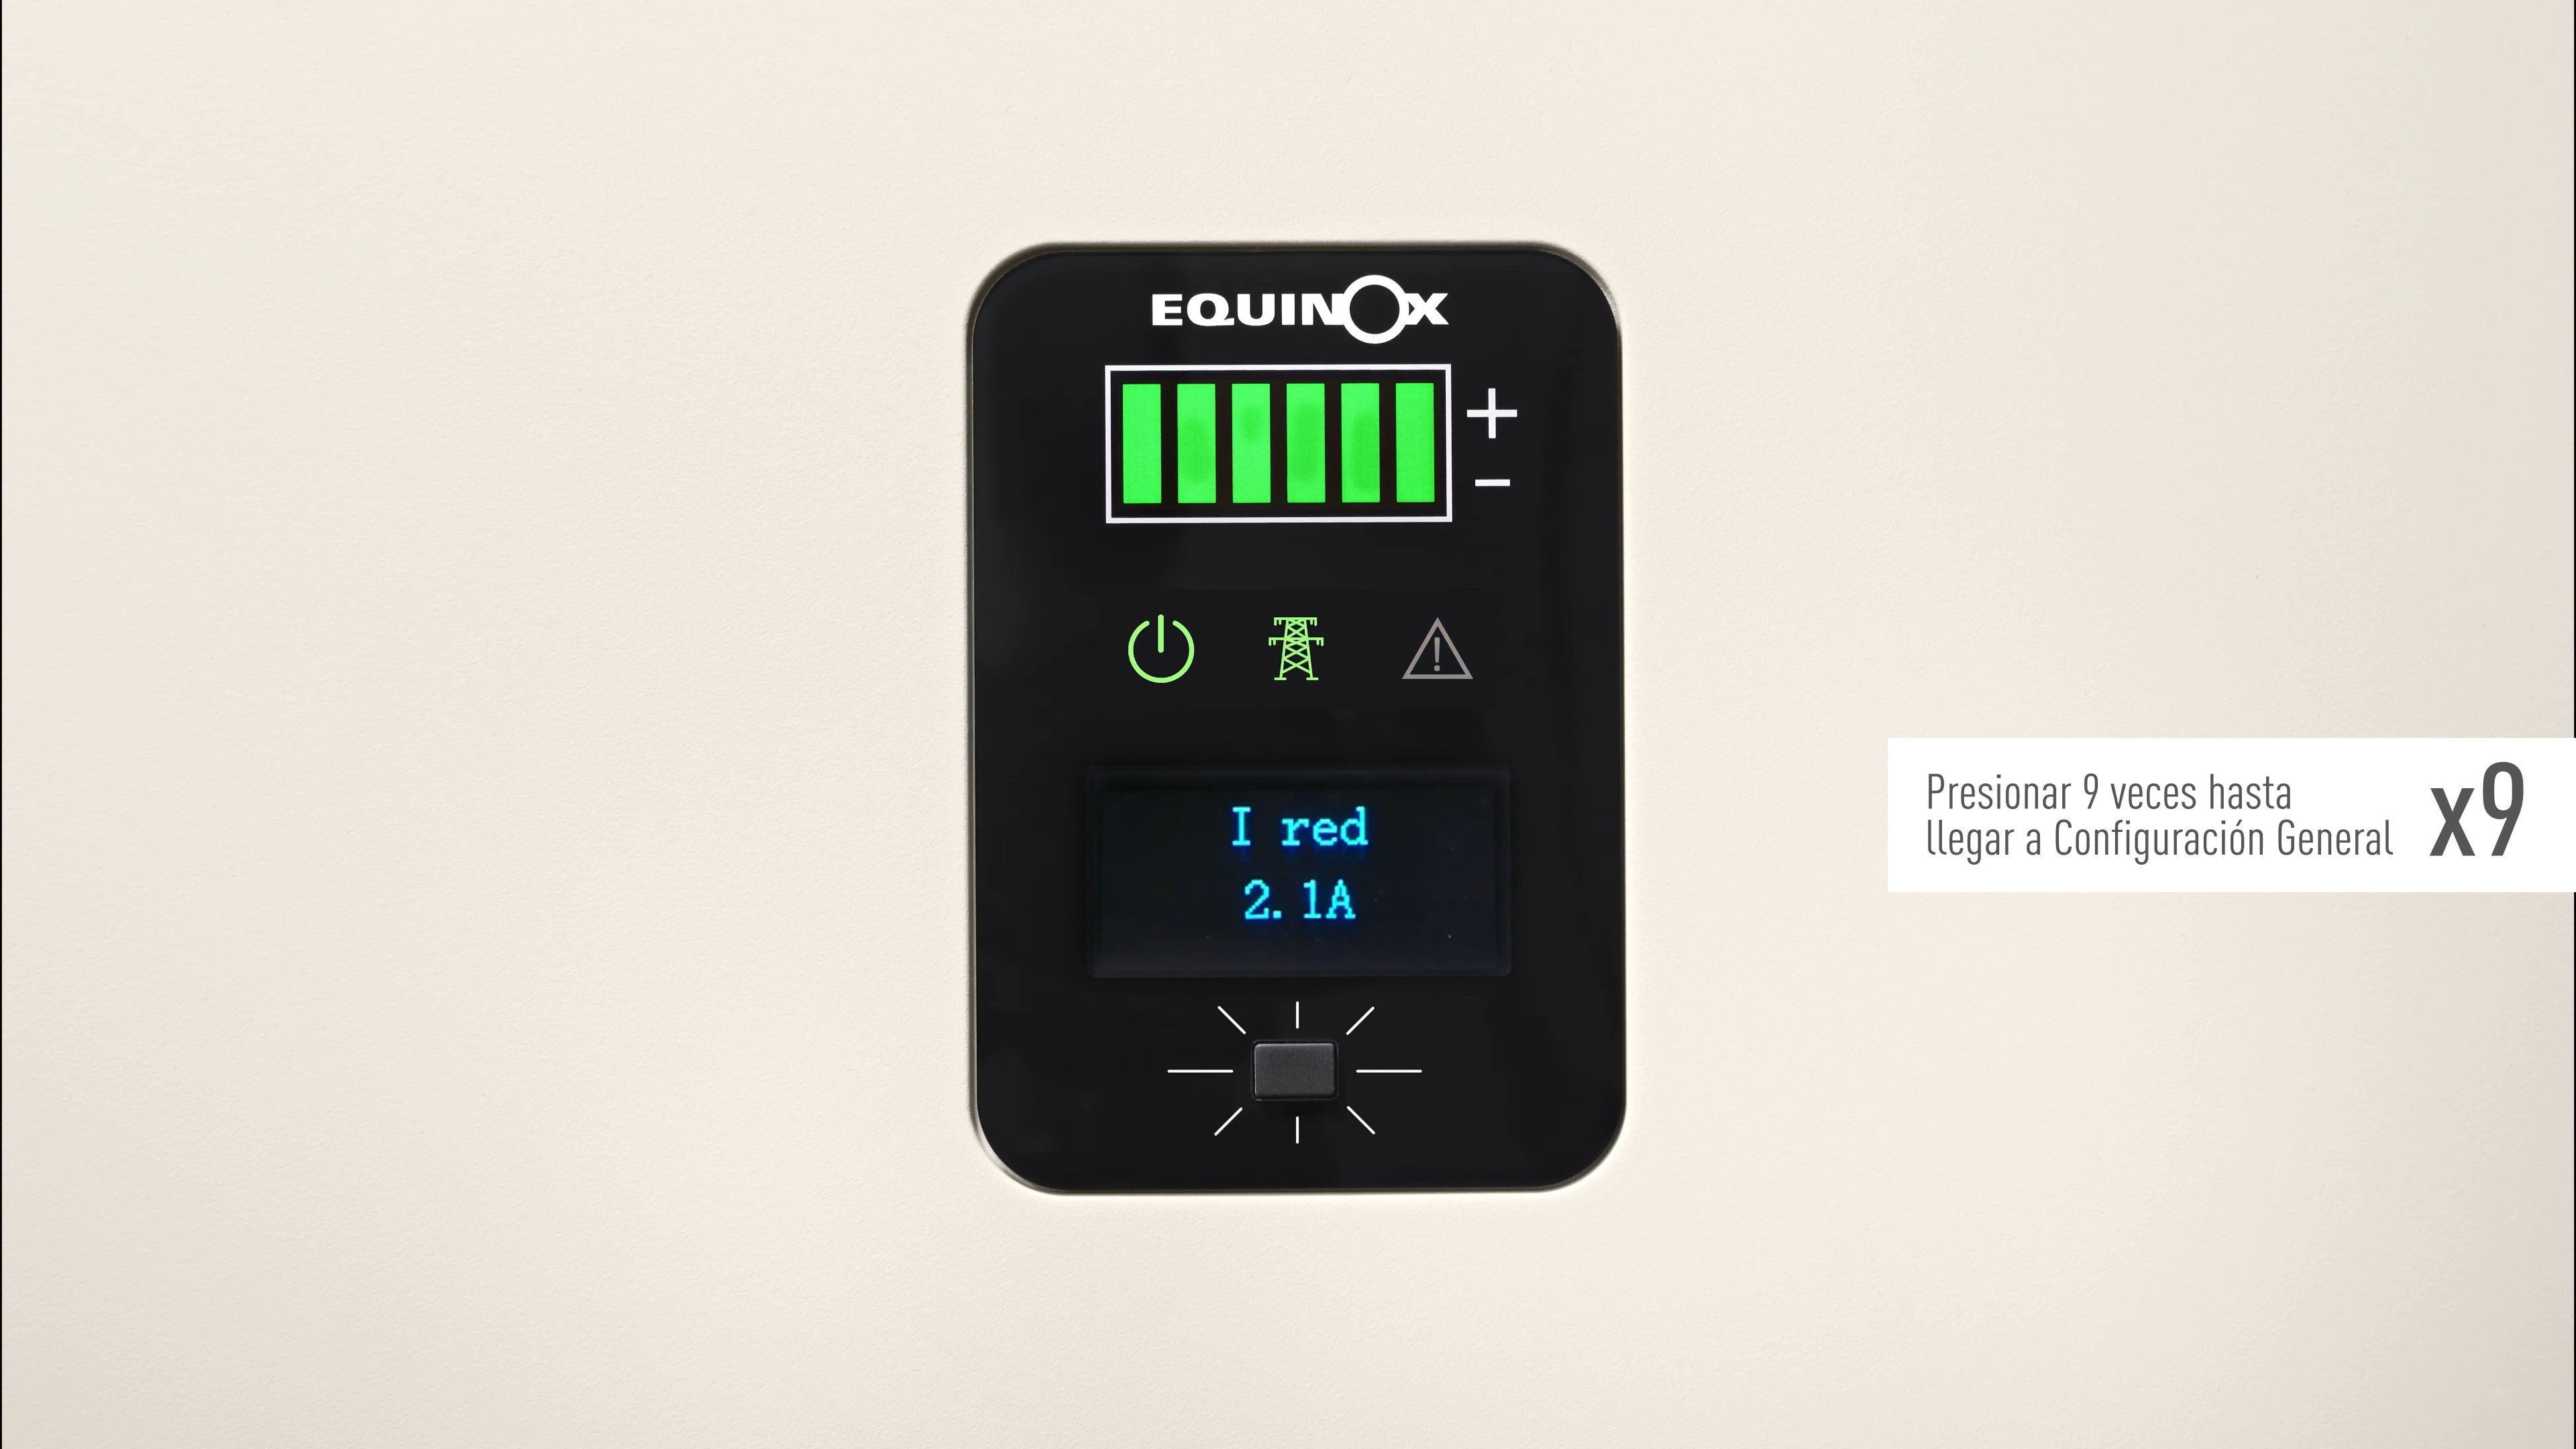 EQUINOX
+
−
I red
2.1A
Presionar 9 veces hasta
llegar a Configuración General
x9